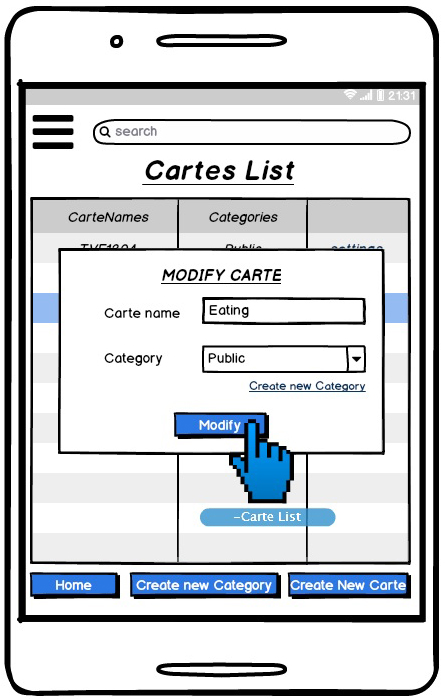 21:31
search
Cartes List
CarteNames Categories
Public settings
MODIFY CARTE
Carte name Eating
Category Public
Create new Category
Modify
-Carte List
Home Create new Category Create New Carte